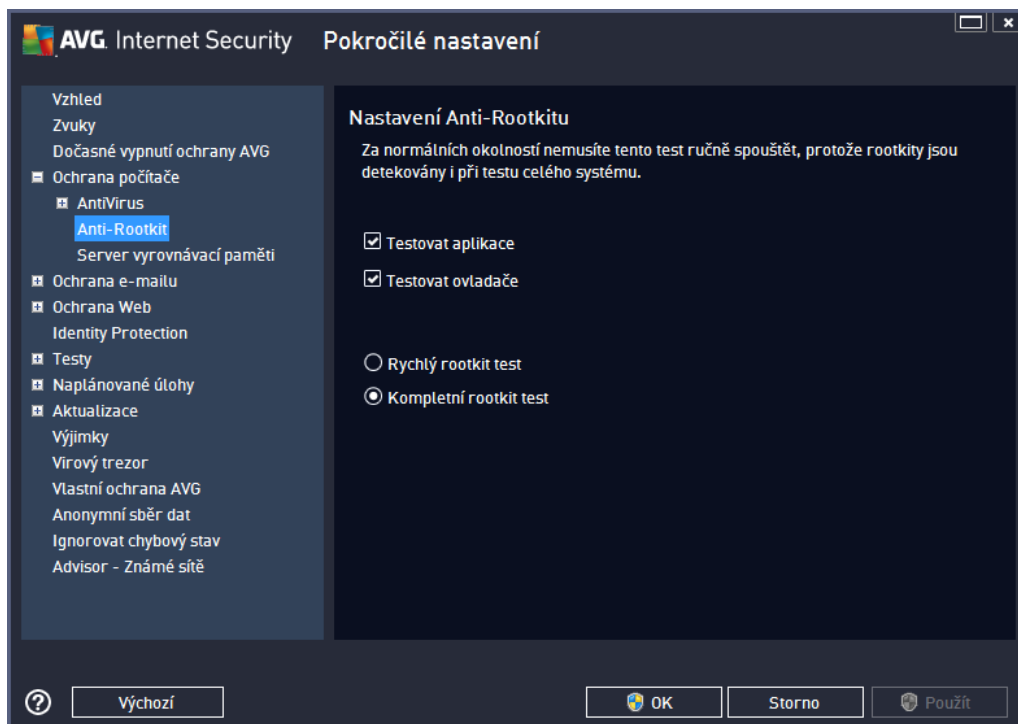 AVG. Internet Security Pokročilé nastavení
Vzhled
Zvuky
Dočasné vypnutí ochrany AVG
Ochrana počítače
AntiVirus
Anti-Rootkit
Server vyrovnávací paměti
Ochrana e-mailu
Ochrana Web
Identity Protection
Testy
Naplánované úlohy
Aktualizace
Výjimky
Virový trezor
Vlastní ochrana AVG
Anonymní sběr dat
Ignorovat chybový stav
Advisor - Známé sítě
Nastavení Anti-Rootkitu
Za normálních okolností nemusíte tento test ručně spouštět, protože rootkity jsou
detekovány i při testu celého systému.
Testovat aplikace
Testovat ovladače
Rychlý rootkit test
Kompletní rootkit test
Výchozí
OK
Storno
Použít